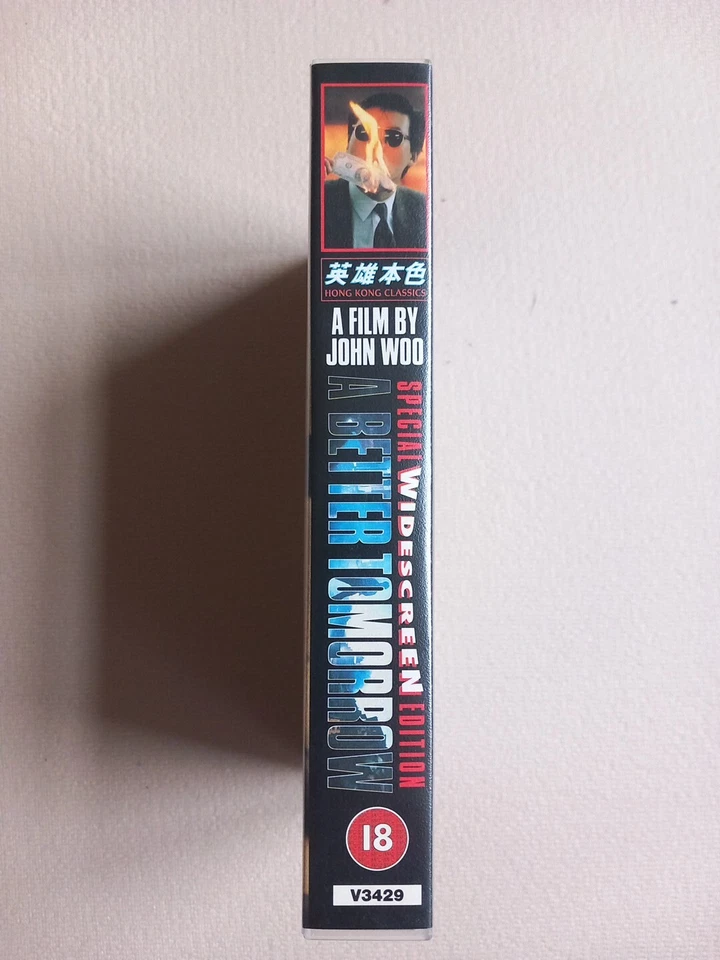 英雄本色
HONG KONG CLASSICS
A FILM BY
JOHN WOO
SPECIAL WIDESCREEN EDITION
A BETTER TOMORROW
18
V3429